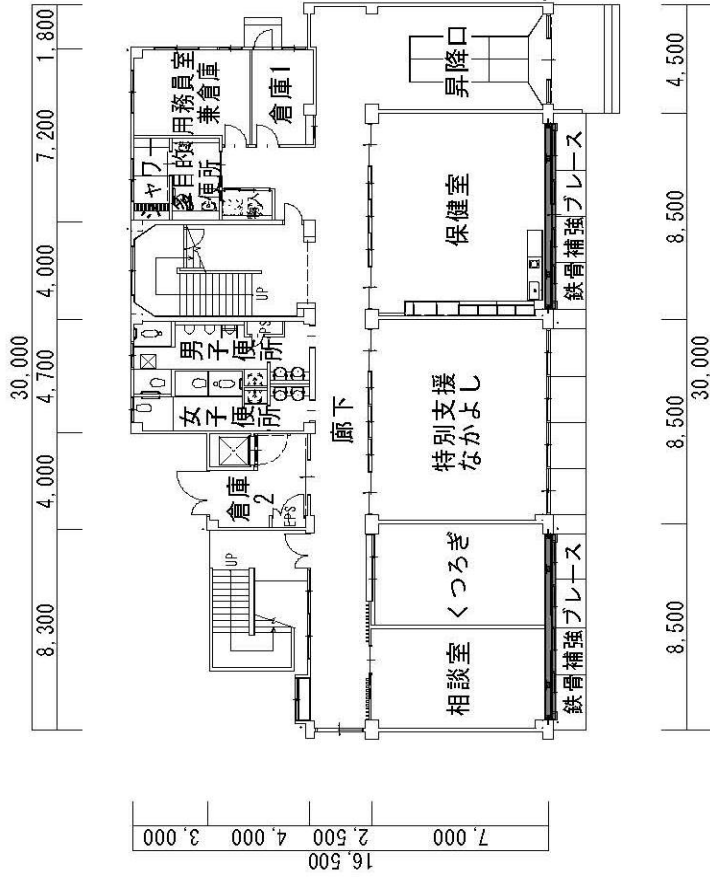 30,000
8,300
4,000
4,700
4,000
7,200
1,800
シャワー
多目的
便所
用務員室
兼倉庫
倉庫1
物入
UP
男子便所
PS
女子便所
倉庫
2
EPS
UP
廊下
昇降口
保健室
特別支援
なかよし
くつろぎ
相談室
鉄骨補強ブレース
鉄骨補強ブレース
8,500
8,500
8,500
4,500
30,000
3,000
4,000
2,500
7,000
16,500